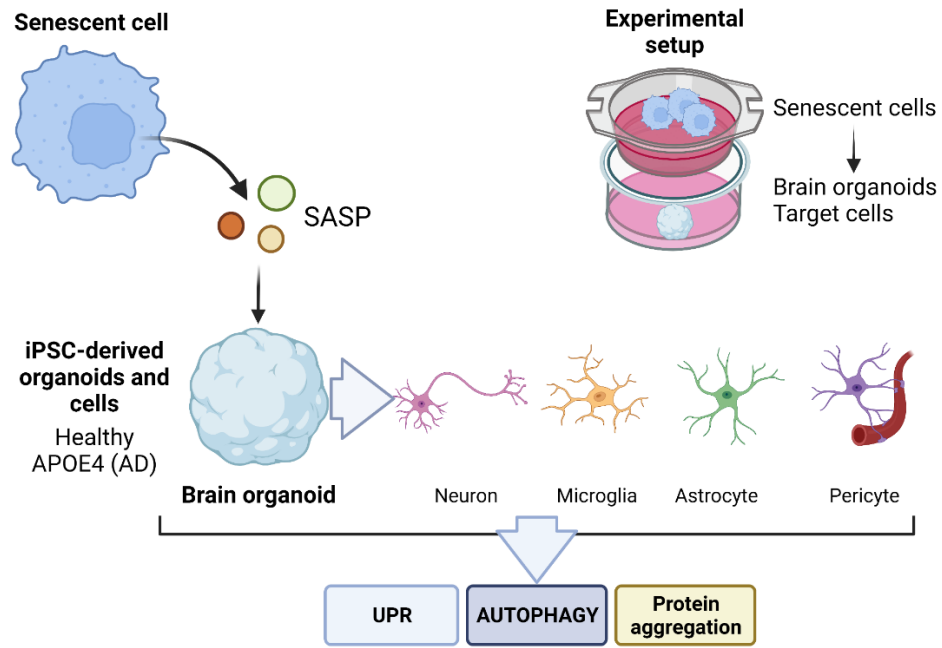 Senescent cell
Experimental
setup
Senescent cells
Brain organoids
Target cells
SASP
iPSC-derived
organoids and
cells
Healthy
APOE4 (AD)
Brain organoid
Neuron
Microglia
Astrocyte
Pericyte
UPR
AUTOPHAGY
Protein
aggregation